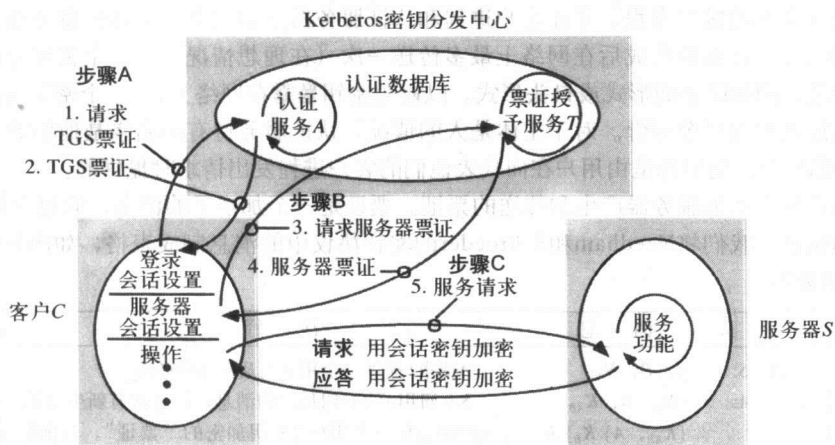 Kerberos密钥分发中心
步骤A
认证数据库
1. 请求
TGS票证
2. TGS票证
认证
服务A
票证授
予服务T
步骤B
3. 请求服务器票证
4. 服务器票证
步骤C
5. 服务请求
登录
会话设置
服务器
会话设置
操作
客户C
服务
功能
服务器S
请求 用会话密钥加密
应答 用会话密钥加密